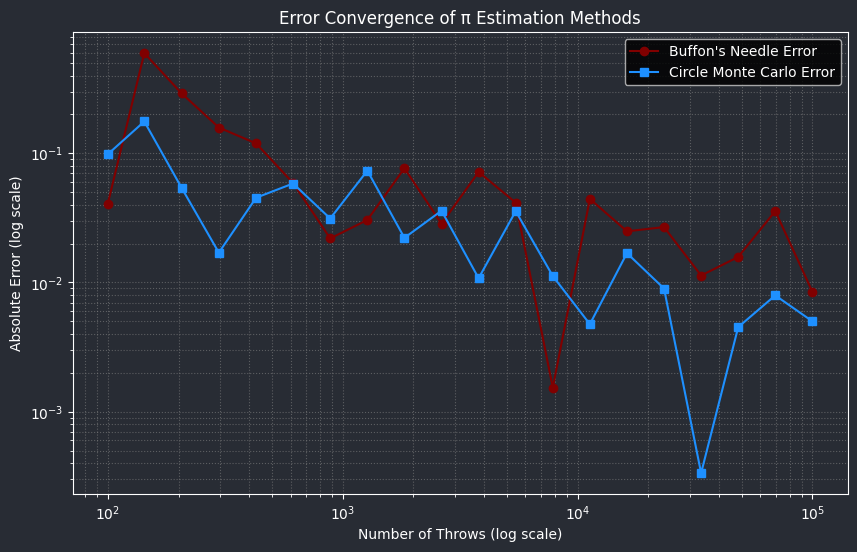 Error Convergence of π Estimation Methods
Buffon's Needle Error
Circle Monte Carlo Error
Absolute Error (log scale)
10⁻¹
10⁻²
10⁻³
10²
10³
10⁴
10⁵
Number of Throws (log scale)